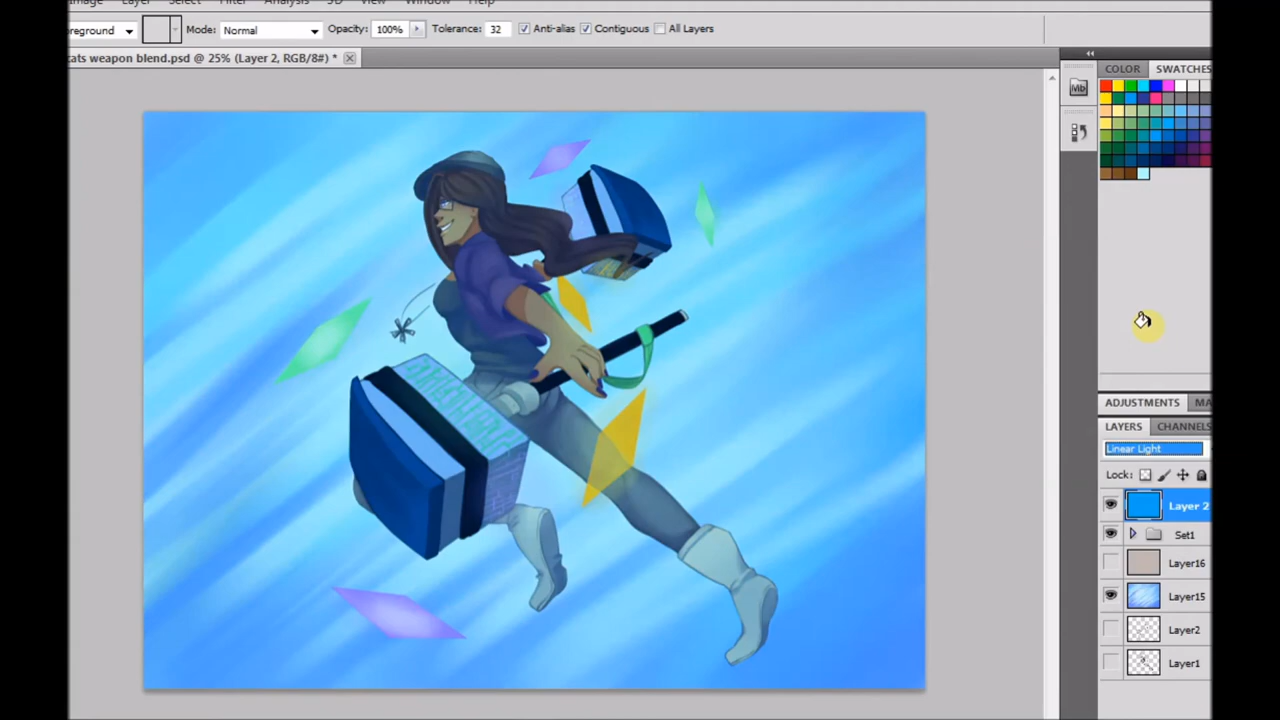 Image Layer Select Filter Analysis 3D View Window Help
reground Mode: Normal Opacity: 100% Tolerance: 32 Anti-alias Contiguous All Layers
cats weapon blend.psd @ 25% (Layer 2, RGB/8#) *
COLOR SWATCHES
Mb
ADJUSTMENTS MA
LAYERS CHANNELS
Linear Light
Lock:
Layer 2
Set1
Layer16
Layer15
Layer2
Layer1